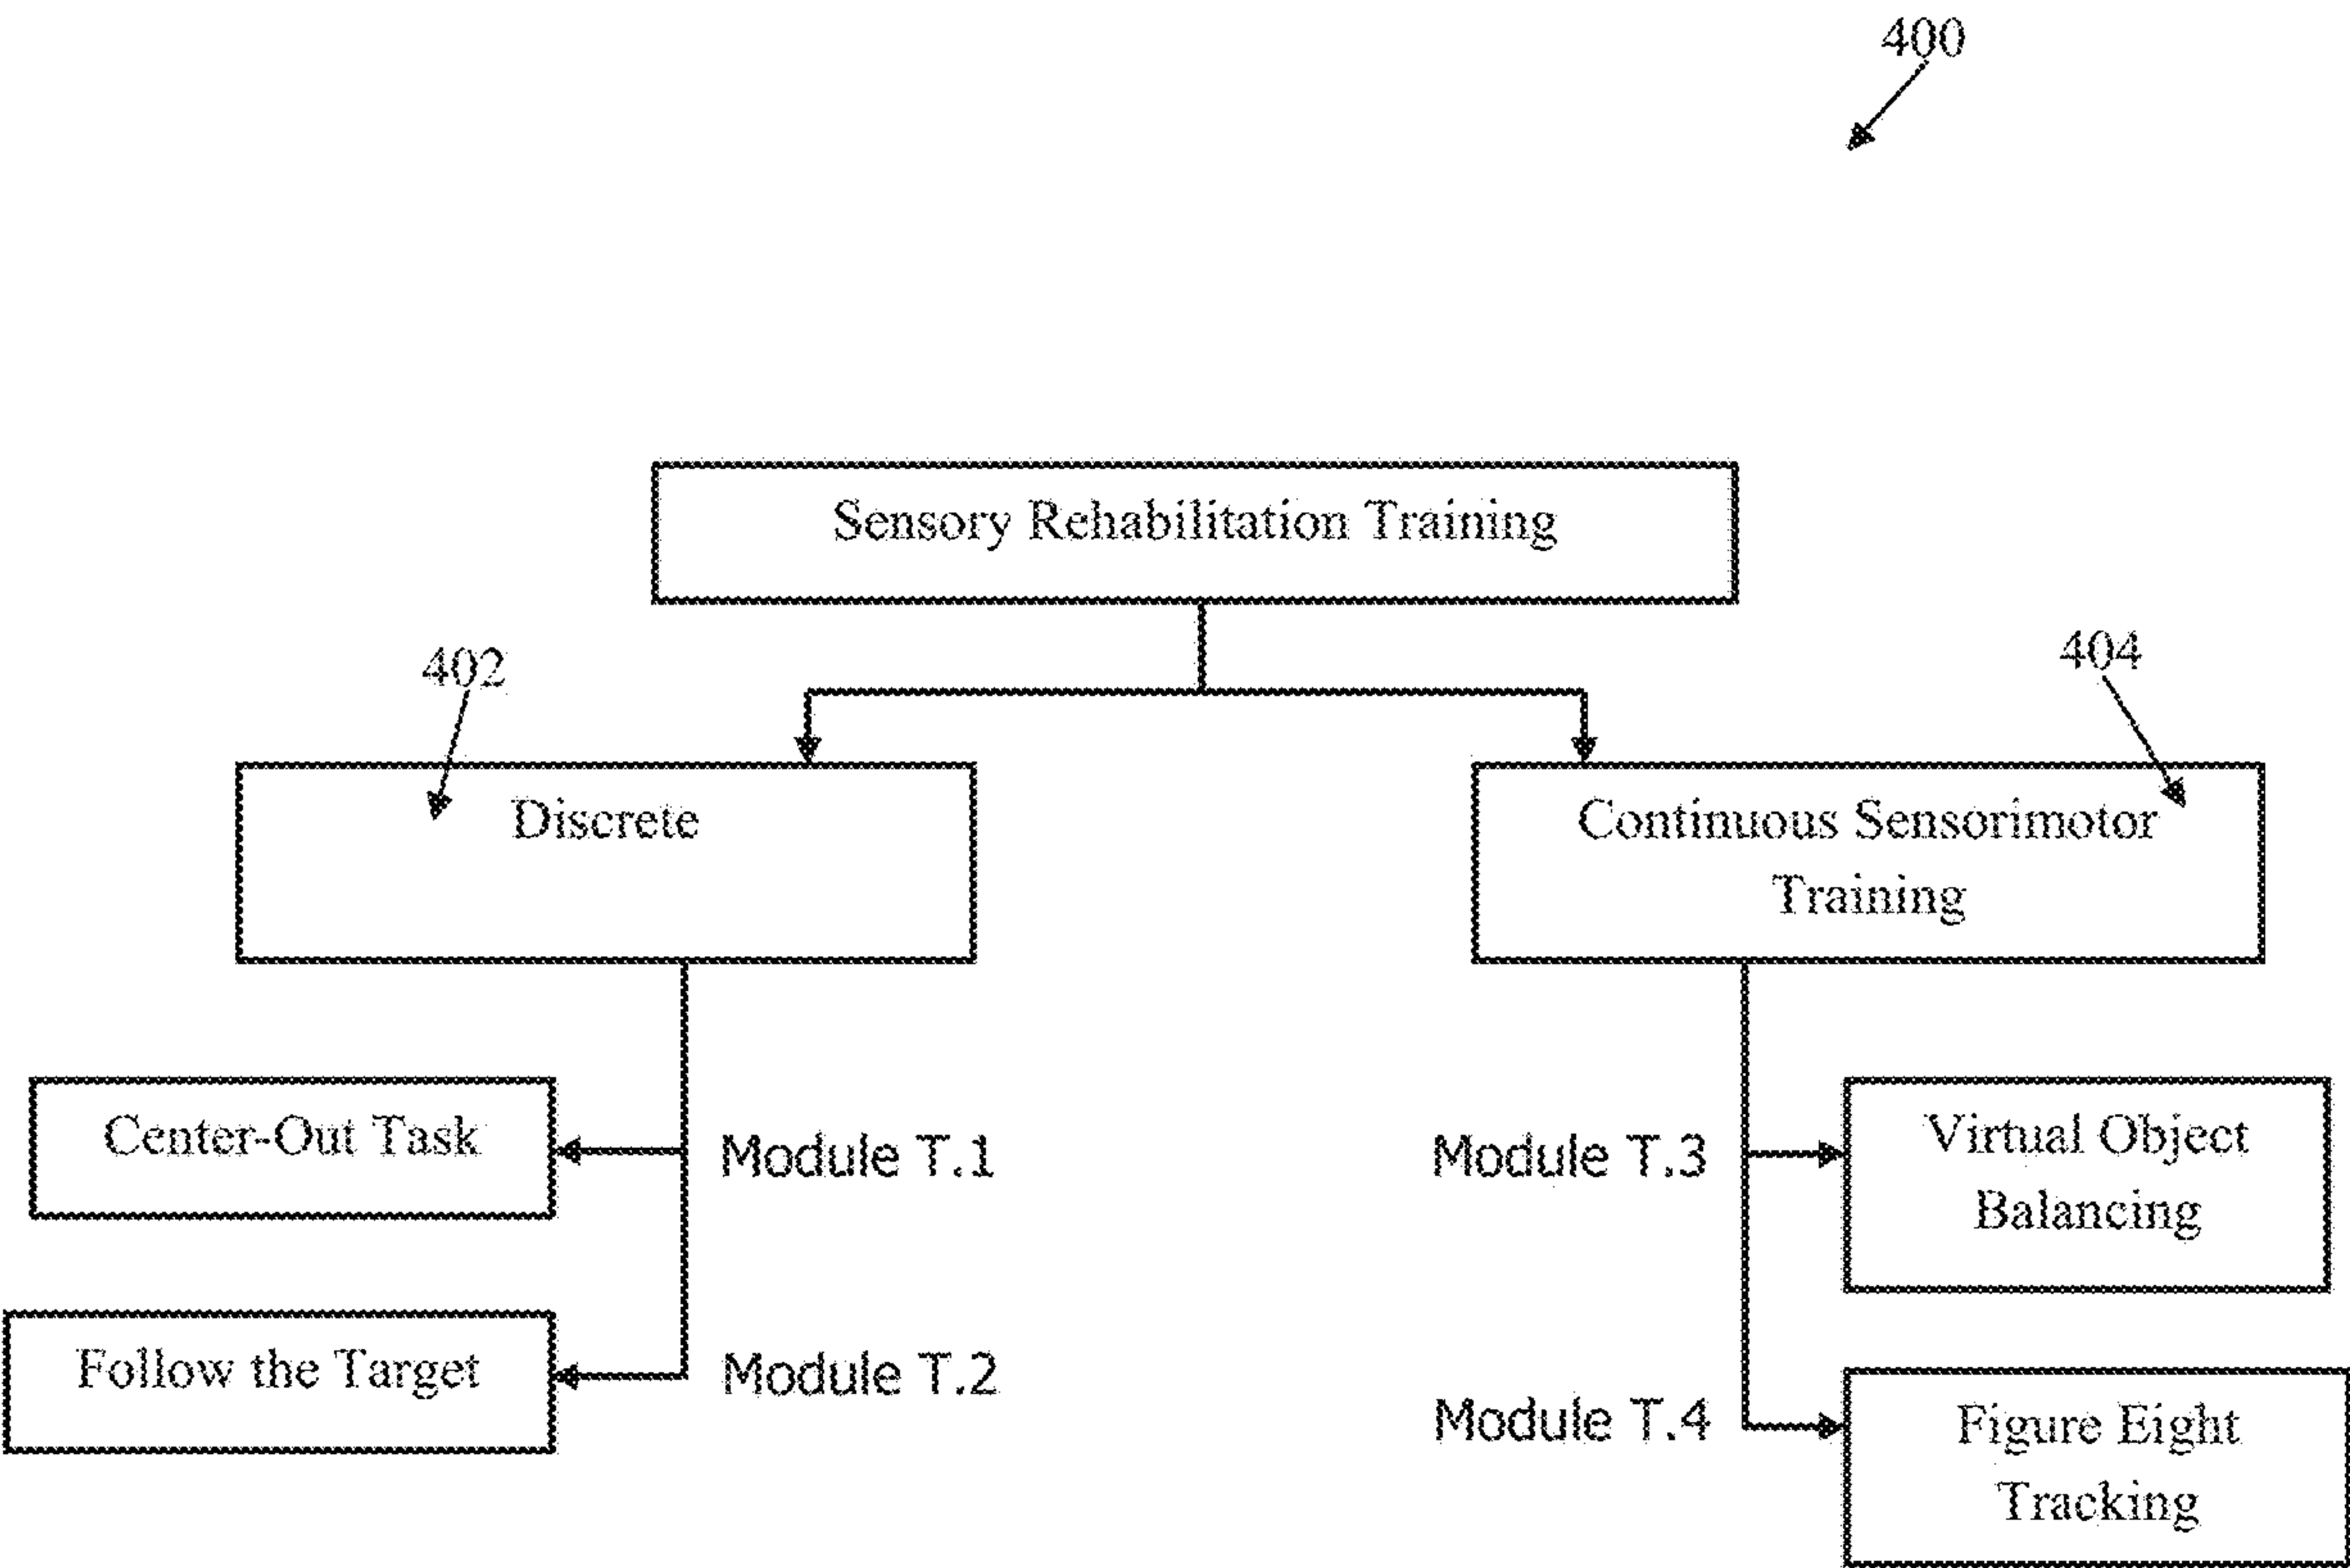 400
Sensory Rehabilitation Training
402
404
Discrete
Continuous Sensorimotor
Training
Center-Out Task
Module T.1
Module T.3
Virtual Object
Balancing
Follow the Target
Module T.2
Module T.4
Figure Eight
Tracking